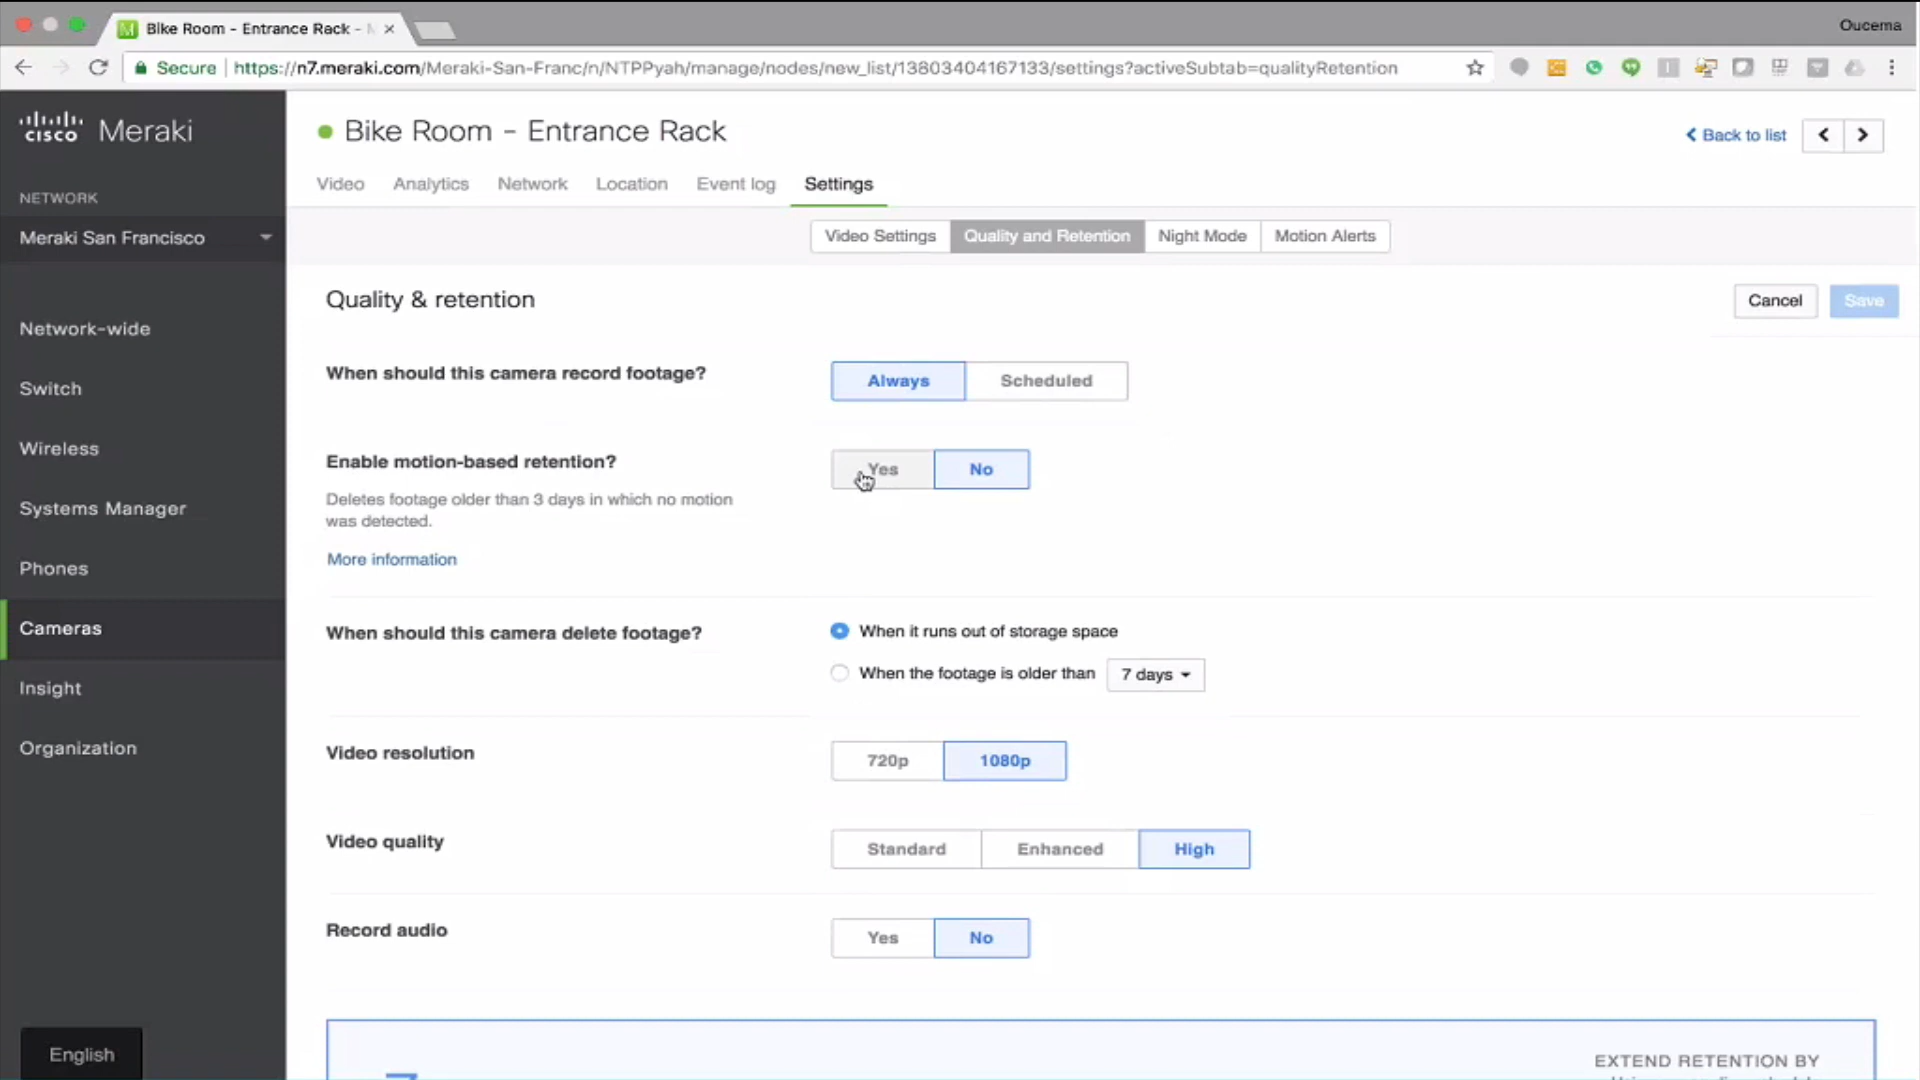 Bike Room - Entrance Rack -
Oucema
Secure
https://n7.meraki.com/Meraki-San-Franc/n/NTPPyah/manage/nodes/new_list/13803404167133/settings?activeSubtab=qualityRetention
cisco Meraki
Bike Room - Entrance Rack
Back to list
NETWORK
Meraki San Francisco
Video
Analytics
Network
Location
Event log
Settings
Video Settings
Quality and Retention
Night Mode
Motion Alerts
Network-wide
Switch
Wireless
Systems Manager
Phones
Cameras
Insight
Organization
English
Quality & retention
Cancel
Save
When should this camera record footage?
Always
Scheduled
Enable motion-based retention?
Yes
No
Deletes footage older than 3 days in which no motion
was detected.
More information
When should this camera delete footage?
When it runs out of storage space
When the footage is older than
7 days
Video resolution
720p
1080p
Video quality
Standard
Enhanced
High
Record audio
Yes
No
EXTEND RETENTION BY